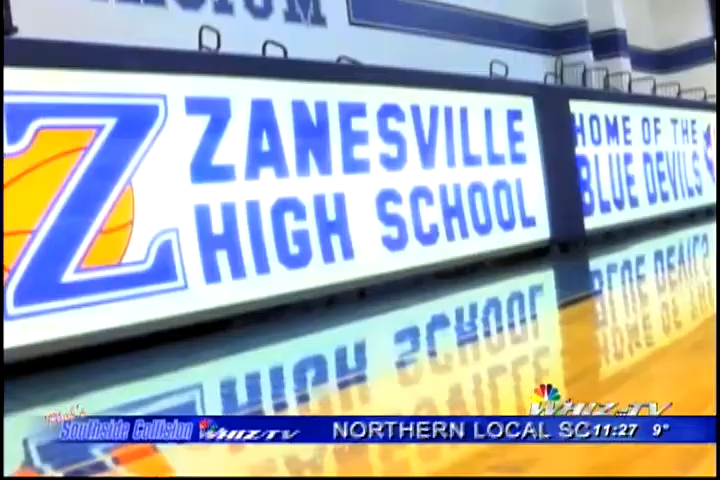 Z ZANESVILLE
HIGH SCHOOL
HOME OF THE
BLUE DEVILS
WHIZ-TV
Southside Collision WHIZ-TV NORTHERN LOCAL SC 11:27 9°